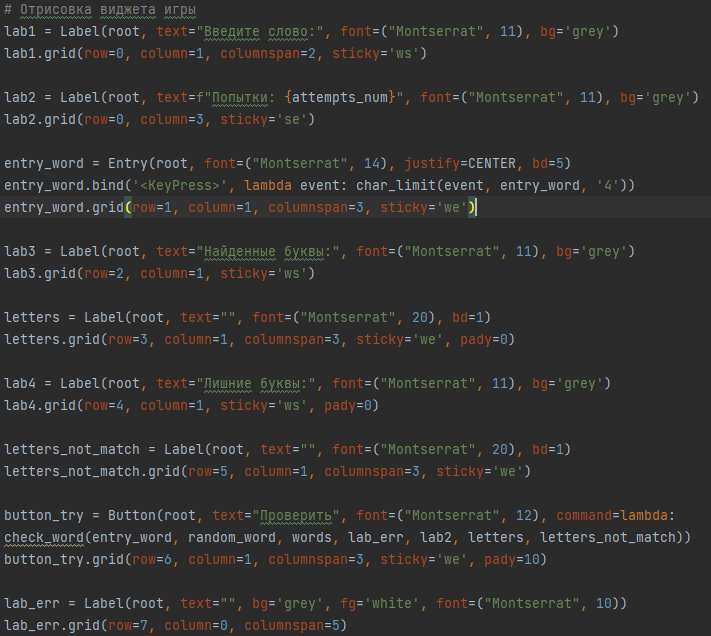 # Отрисовка виджета игры
lab1 = Label(root, text="Введите слово:", font=("Montserrat", 11), bg='grey')
lab1.grid(row=0, column=1, columnspan=2, sticky='ws')
lab2 = Label(root, text=f"Попытки: {attempts_num}", font=("Montserrat", 11), bg='grey')
lab2.grid(row=0, column=3, sticky='se')
entry_word = Entry(root, font=("Montserrat", 14), justify=CENTER, bd=5)
entry_word.bind('<KeyPress>', lambda event: char_limit(event, entry_word, '4'))
entry_word.grid(row=1, column=1, columnspan=3, sticky='we')
lab3 = Label(root, text="Найденные буквы:", font=("Montserrat", 11), bg='grey')
lab3.grid(row=2, column=1, sticky='ws')
letters = Label(root, text="", font=("Montserrat", 20), bd=1)
letters.grid(row=3, column=1, columnspan=3, sticky='we', pady=0)
lab4 = Label(root, text="Лишние буквы:", font=("Montserrat", 11), bg='grey')
lab4.grid(row=4, column=1, sticky='ws', pady=0)
letters_not_match = Label(root, text="", font=("Montserrat", 20), bd=1)
letters_not_match.grid(row=5, column=1, columnspan=3, sticky='we')
button_try = Button(root, text="Проверить", font=("Montserrat", 12), command=lambda:
check_word(entry_word, random_word, words, lab_err, lab2, letters, letters_not_match))
button_try.grid(row=6, column=1, columnspan=3, sticky='we', pady=10)
lab_err = Label(root, text="", bg='grey', fg='white', font=("Montserrat", 10))
lab_err.grid(row=7, column=0, columnspan=5)